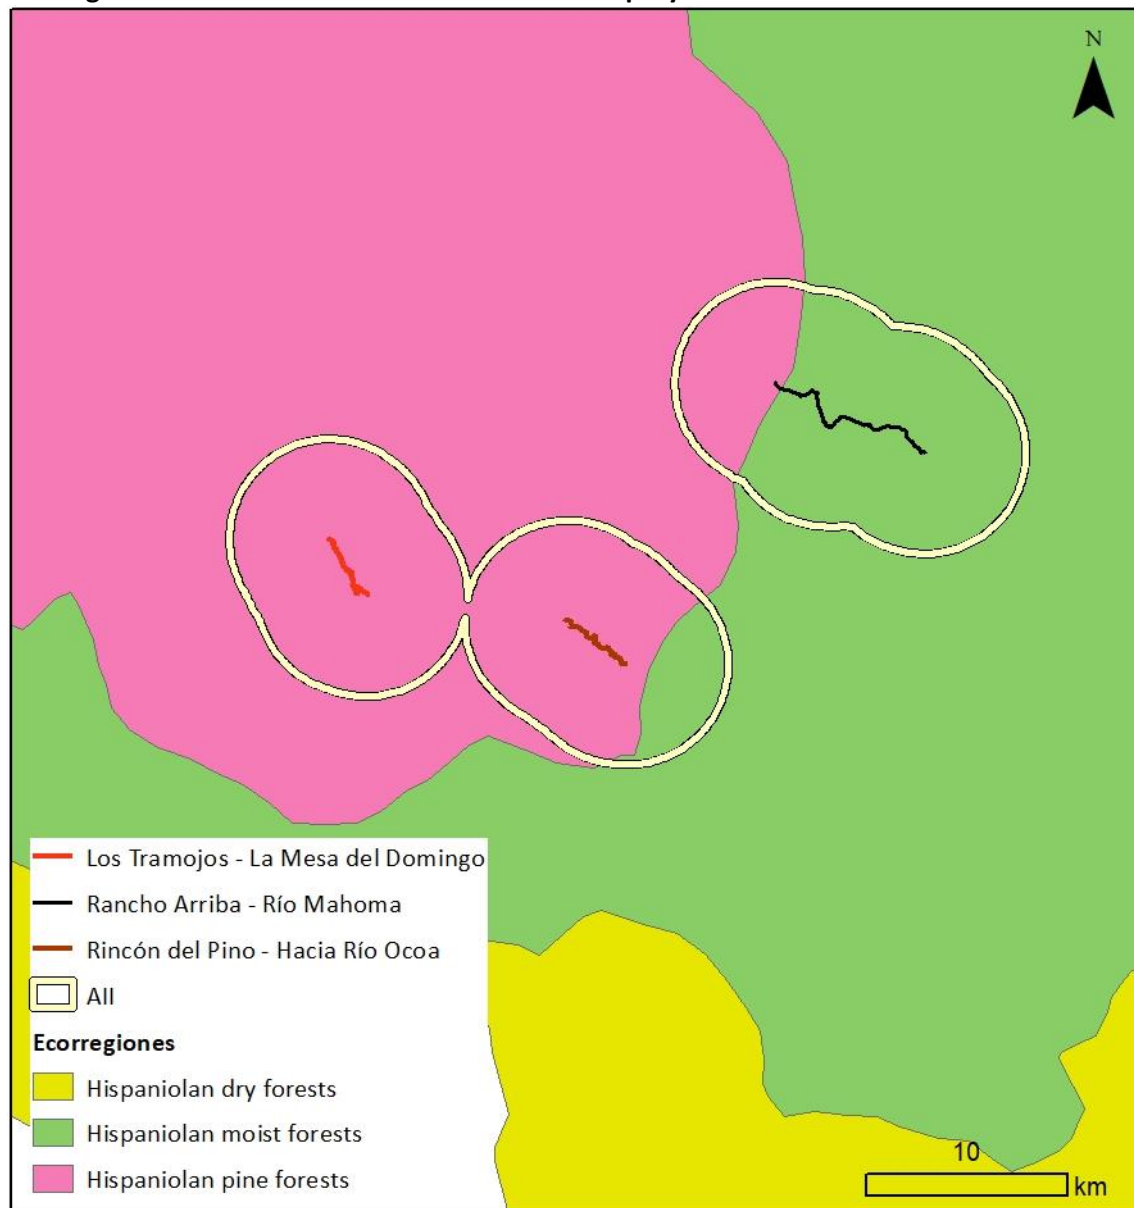 N
Los Tramojos - La Mesa del Domingo
Rancho Arriba - Río Mahoma
Rincón del Pino - Hacia Río Ocoa
All
Ecorregiones
Hispaniolan dry forests
Hispaniolan moist forests
Hispaniolan pine forests
10
km